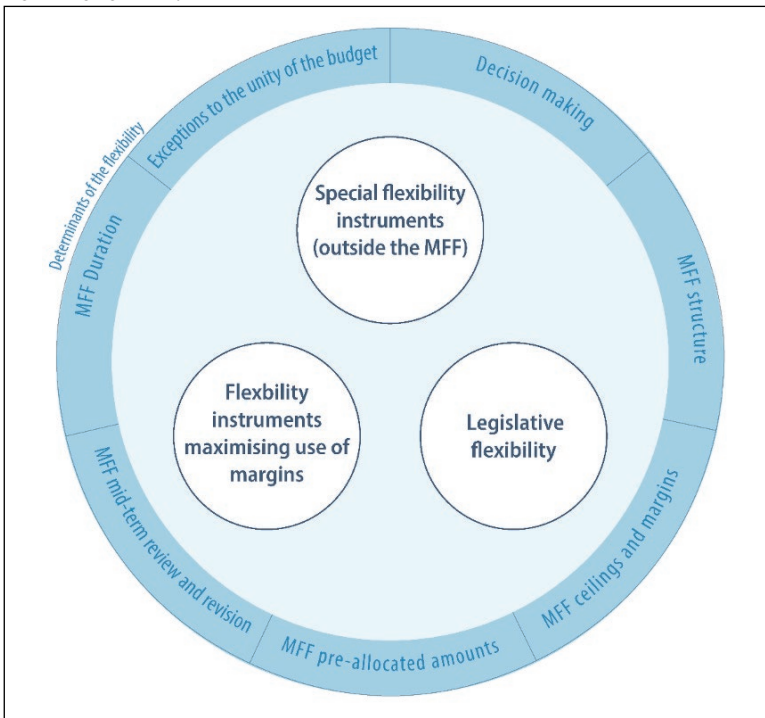 Determinants of the flexibility
Exceptions to the unity of the budget
Decision making
MFF structure
MFF ceilings and margins
MFF pre-allocated amounts
MFF mid-term review and revision
MFF Duration
Special flexibility
instruments
(outside the MFF)
Flexbility
instruments
maximising use of
margins
Legislative
flexibility